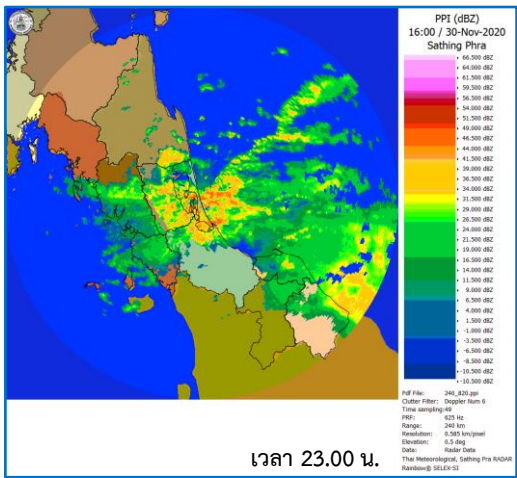 PPI (dBZ)
16:00 / 30-Nov-2020
Sathing Phra
66.500 dBZ
64.000 dBZ
61.500 dBZ
59.500 dBZ
56.500 dBZ
54.000 dBZ
51.500 dBZ
49.000 dBZ
46.500 dBZ
44.000 dBZ
41.500 dBZ
39.000 dBZ
36.500 dBZ
34.000 dBZ
31.500 dBZ
29.000 dBZ
26.500 dBZ
24.000 dBZ
21.500 dBZ
19.000 dBZ
16.500 dBZ
14.000 dBZ
11.500 dBZ
9.000 dBZ
6.500 dBZ
4.000 dBZ
1.500 dBZ
-1.000 dBZ
-3.500 dBZ
-6.000 dBZ
-8.500 dBZ
-10.500 dBZ
-10.500 dBZ
Pdf File: 240_820.ppi
Clutter Filter: Doppler Num 6
Time sampling:49
PRF: 625 Hz
Range: 240 km
Resolution: 0.585 km/pixel
Elevation: 0.5 deg
Data: Radar Data
Thai Meteorological, Sathing Phra RADAR
Rainbow® SELEX-SI
เวลา 23.00 น.